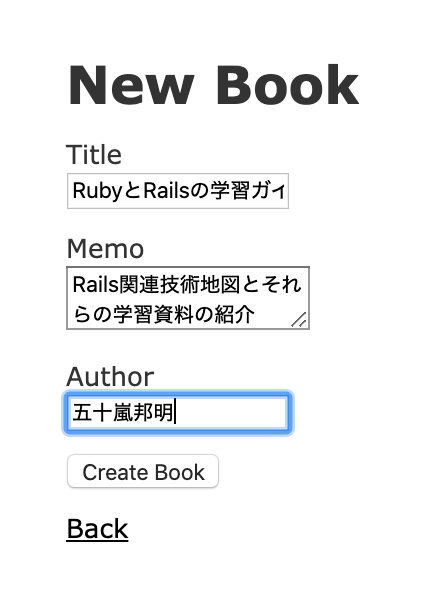 New Book
Title
RubyとRailsの学習ガイ
Memo
Rails関連技術地図とそれ
らの学習資料の紹介
Author
五十嵐邦明
Create Book
Back